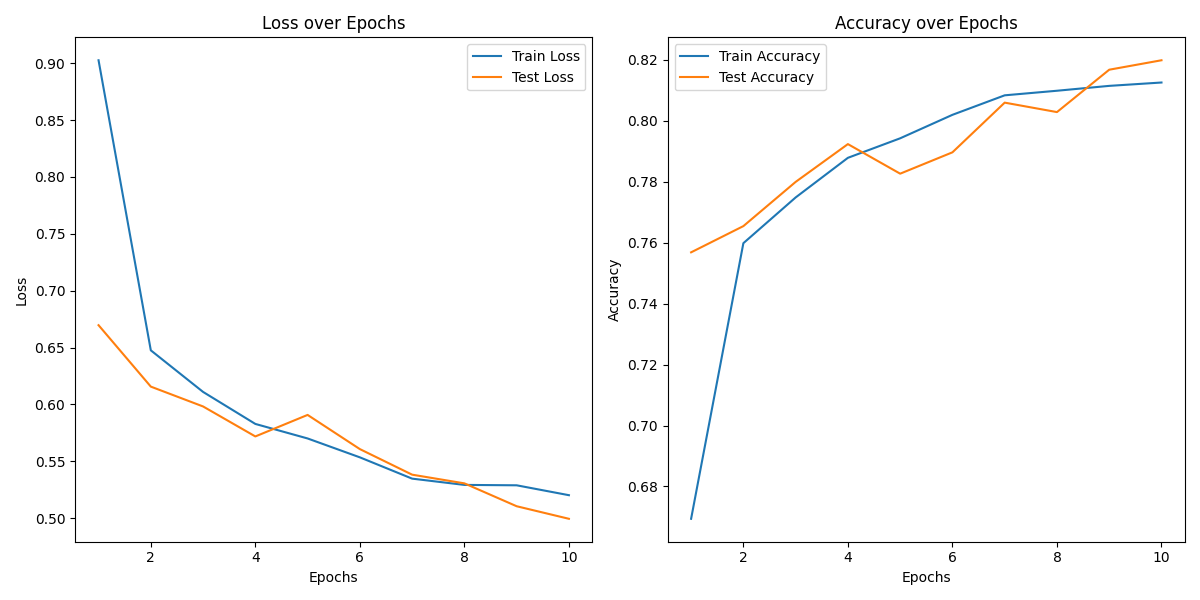 Loss over Epochs
Train Loss
Test Loss
0.90
0.85
0.80
0.75
0.70
0.65
0.60
0.55
0.50
Loss
2
4
6
8
10
Epochs
Accuracy over Epochs
Train Accuracy
Test Accuracy
0.82
0.80
0.78
0.76
0.74
0.72
0.70
0.68
Accuracy
2
4
6
8
10
Epochs